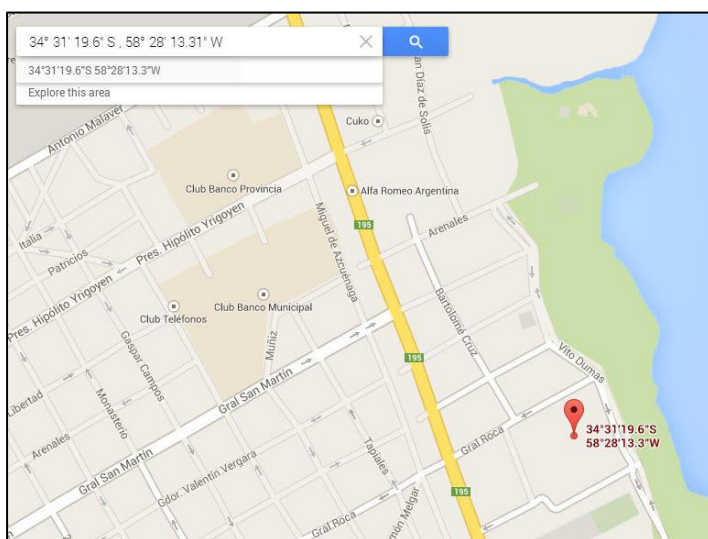 34° 31' 19.6" S , 58° 28' 13.31" W
34°31'19.6"S 58°28'13.3"W
Explore this area
Antonio Malaver
Cuko
an Díaz de Solis
Club Banco Provincia
Alfa Romeo Argentina
195
Italia
Patricios
Pres. Hipólito Yrigoyen
Miguel de Azcuénaga
Arenales
Pres. Hipólito Yrigoyen
Club Teléfonos
Club Banco Municipal
Bartolomé Cruz
Gaspar Campos
Muñiz
195
Vito Dumas
Libertad
Monasterio
Gral San Martín
34°31'19.6"S
58°28'13.3"W
Arenales
Gral Roca
Tapiales
Gdor. Valentín Vergara
Gral San Martín
195
món Melgar
Gral Roca